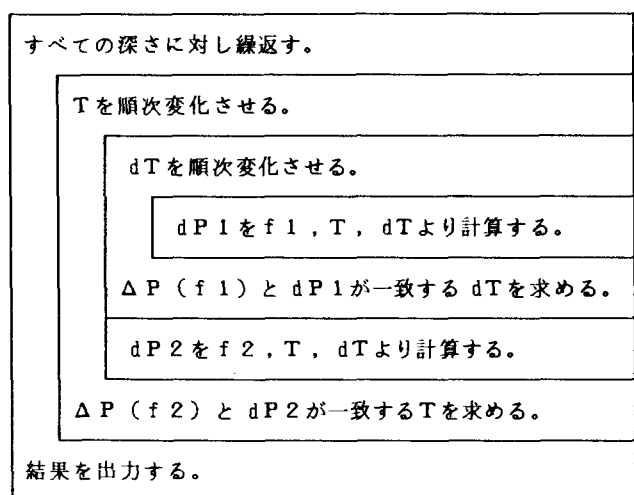 すべての深さに対し繰返す。
Tを順次変化させる。
dTを順次変化させる。
dP1をf1,T,dTより計算する。
ΔP(f1)とdP1が一致するdTを求める。
dP2をf2,T,dTより計算する。
ΔP(f2)とdP2が一致するTを求める。
結果を出力する。